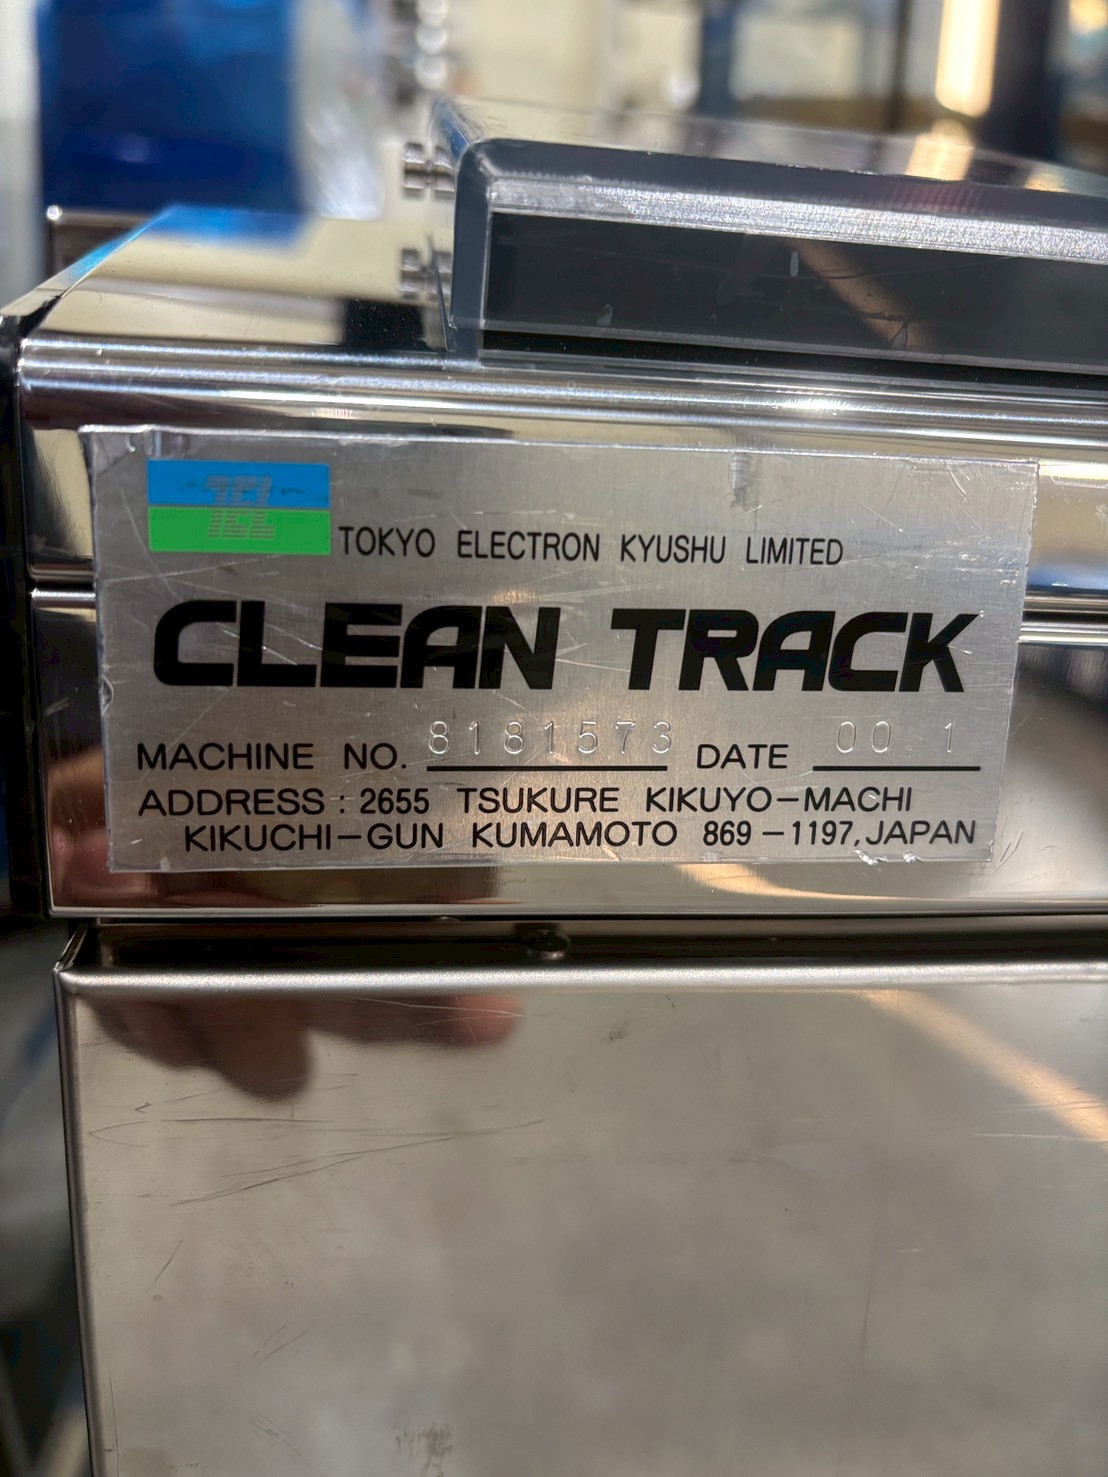 TEL
TOKYO ELECTRON KYUSHU LIMITED
CLEAN TRACK
MACHINE NO. 8181573 DATE 00 1
ADDRESS : 2655 TSUKURE KIKUYO-MACHI
KIKUCHI-GUN KUMAMOTO 869-1197, JAPAN